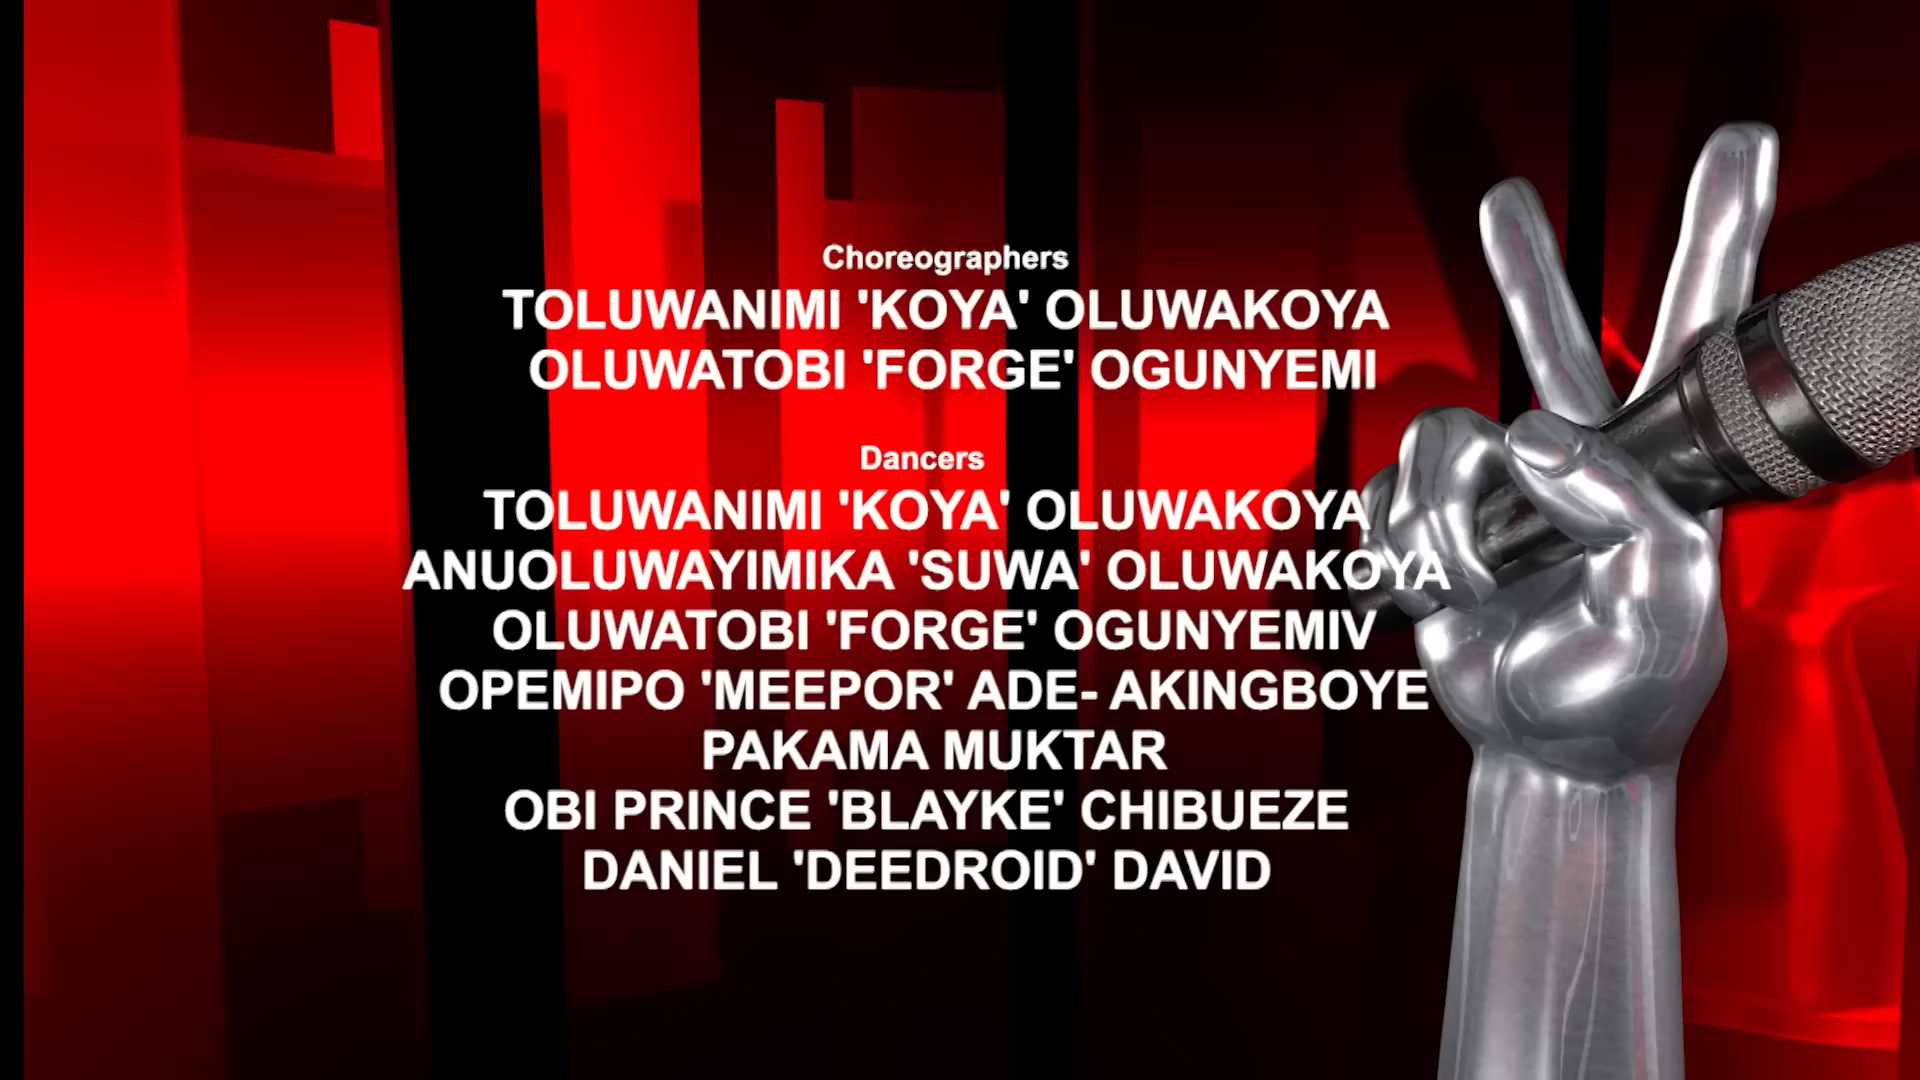 Choreographers
TOLUWANIMI 'KOYA' OLUWAKOYA
OLUWATOBI 'FORGE' OGUNYEMI
Dancers
TOLUWANIMI 'KOYA' OLUWAKOYA
ANUOLUWAYIMIKA 'SUWA' OLUWAKOYA
OLUWATOBI 'FORGE' OGUNYEMIV
OPEMIPO 'MEEPOR' ADE- AKINGBOYE
PAKAMA MUKTAR
OBI PRINCE 'BLAYKE' CHIBUEZE
DANIEL 'DEEDROID' DAVID